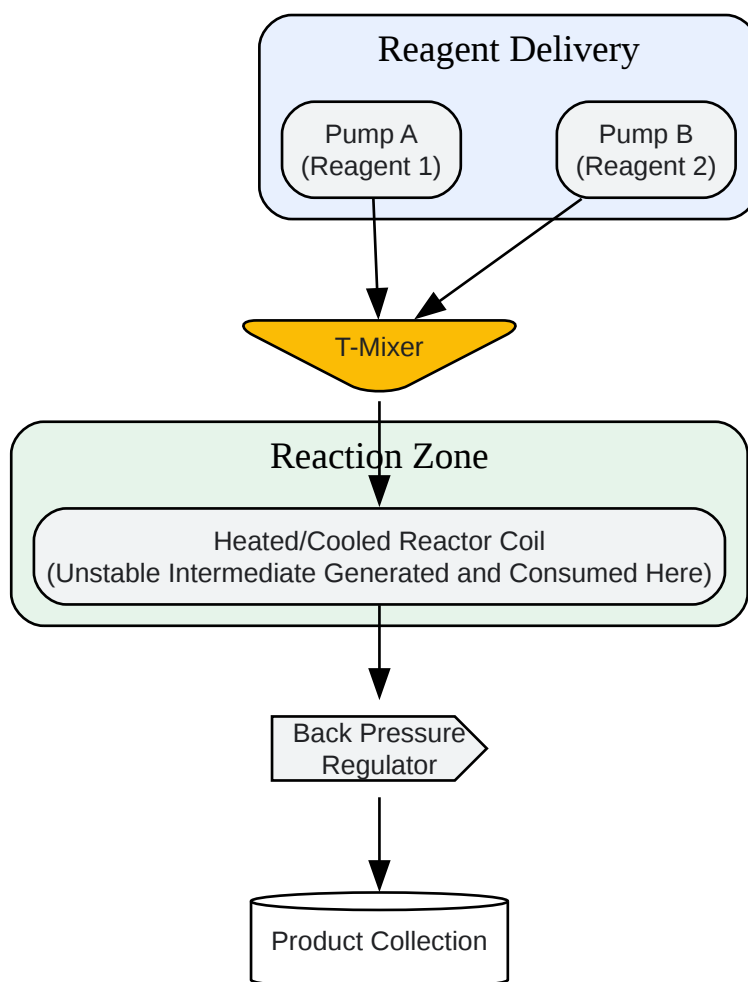 Reagent Delivery
Pump A
(Reagent 1)
Pump B
(Reagent 2)
T-Mixer
Reaction Zone
Heated/Cooled Reactor Coil
(Unstable Intermediate Generated and Consumed Here)
Back Pressure
Regulator
Product Collection